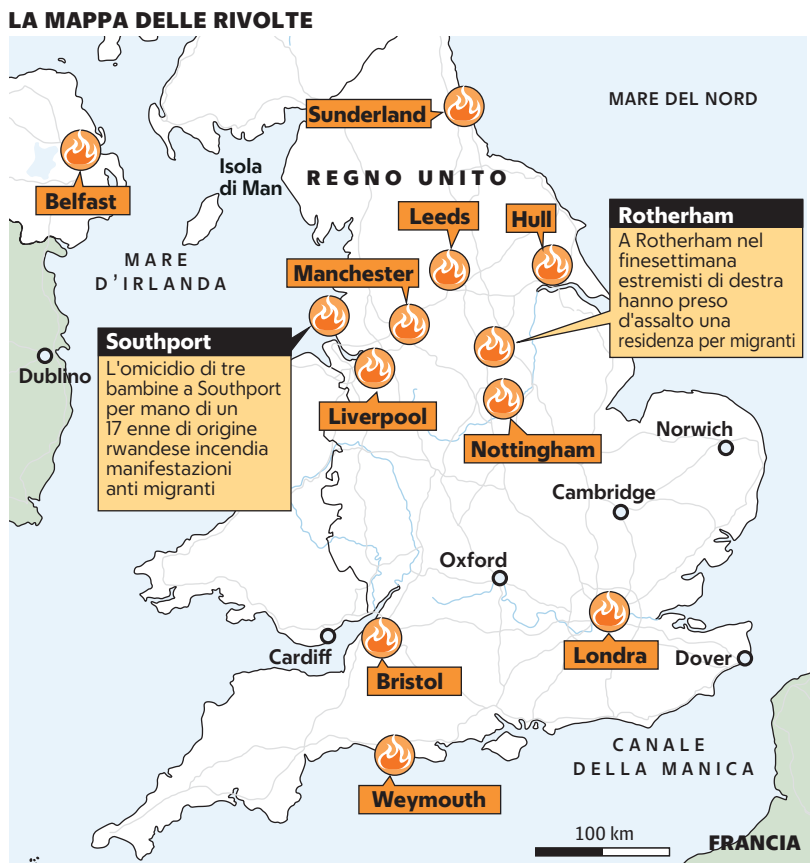 LA MAPPA DELLE RIVOLTE
MARE DEL NORD
Sunderland
Belfast
Isola
di Man
REGNO UNITO
Leeds
Hull
Rotherham
A Rotherham nel
finesettimana
estremisti di destra
hanno preso
d'assalto una
residenza per migranti
MARE
D'IRLANDA
Manchester
Southport
L'omicidio di tre
bambine a Southport
per mano di un
17 enne di origine
rwandese incendia
manifestazioni
anti migranti
Dublino
Liverpool
Nottingham
Norwich
Cambridge
Oxford
Cardiff
Bristol
Londra
Dover
CANALE
DELLA MANICA
Weymouth
100 km
FRANCIA